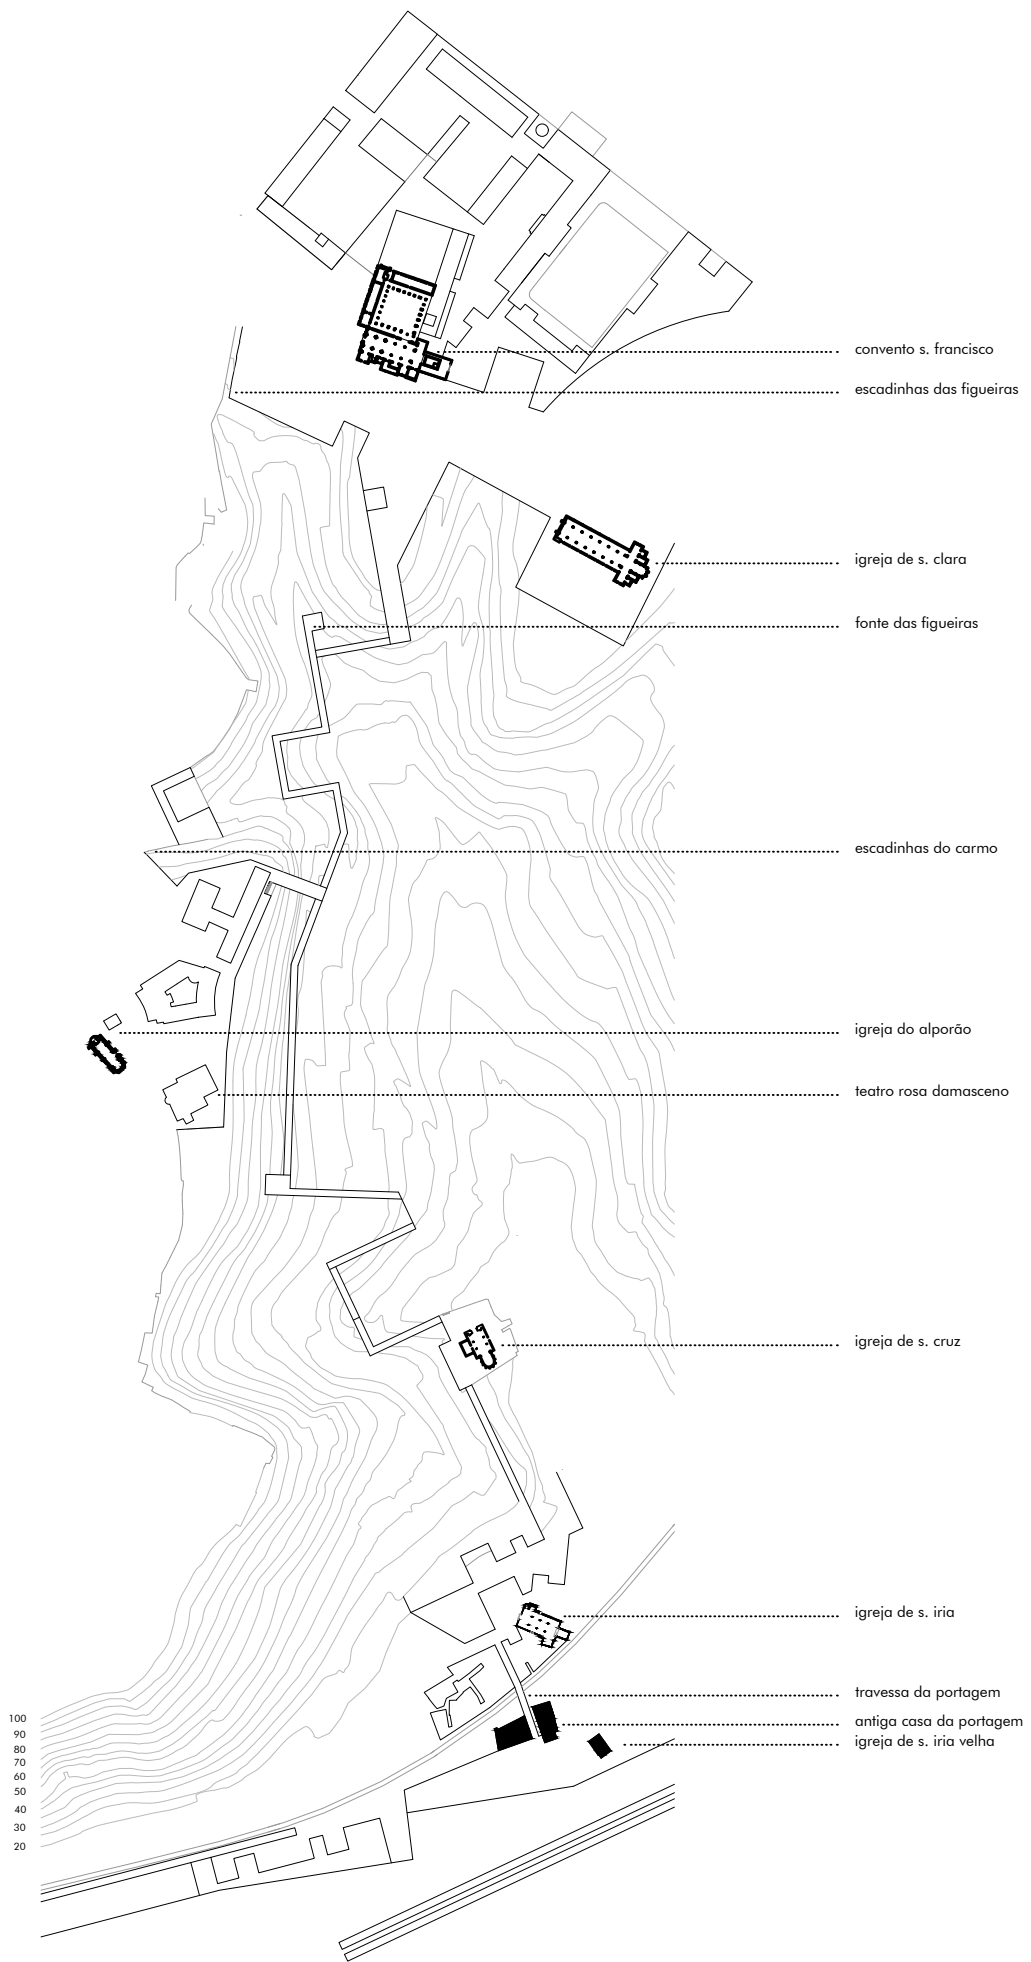 convento s. francisco
escadinhas das figueiras
igreja de s. clara
fonte das figueiras
escadinhas do carmo
igreja do alporão
teatro rosa damasceno
igreja de s. cruz
igreja de s. iria
travessa da portagem
antiga casa da portagem
igreja de s. iria velha
100
90
80
70
60
50
40
30
20